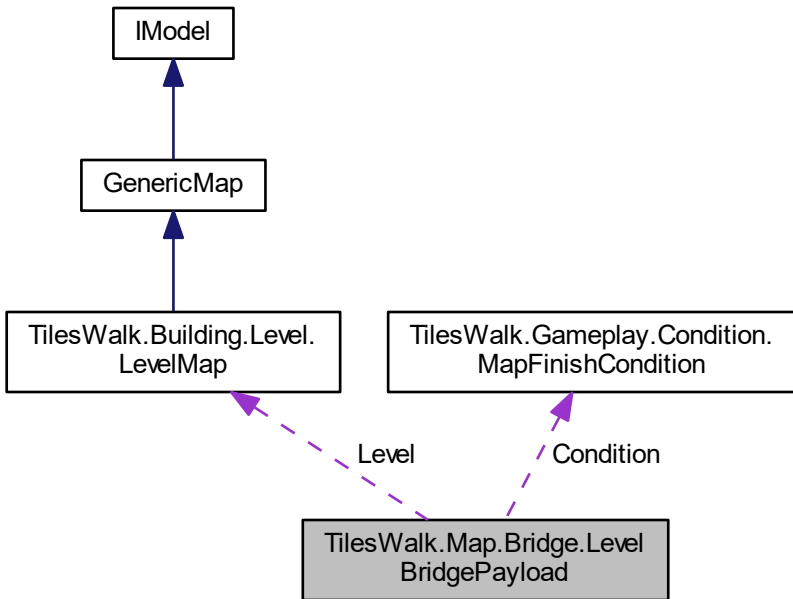 IModel
GenericMap
TilesWalk.Building.Level.
LevelMap
TilesWalk.Gameplay.Condition.
MapFinishCondition
Level
Condition
TilesWalk.Map.Bridge.Level
BridgePayload